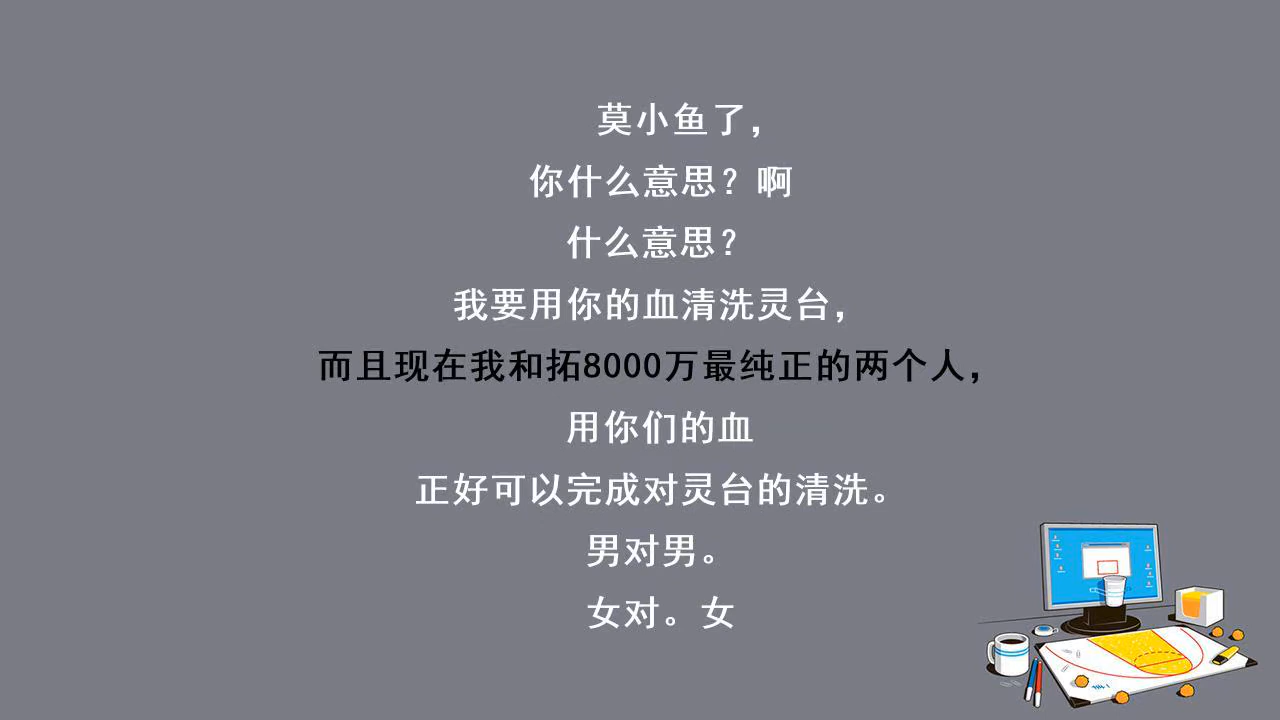 莫小鱼了，
你什么意思？啊
什么意思？
我要用你的血清洗灵台，
而且现在我和拓8000万最纯正的两个人，
用你们的血
正好可以完成对灵台的清洗。
男对男。
女对。女